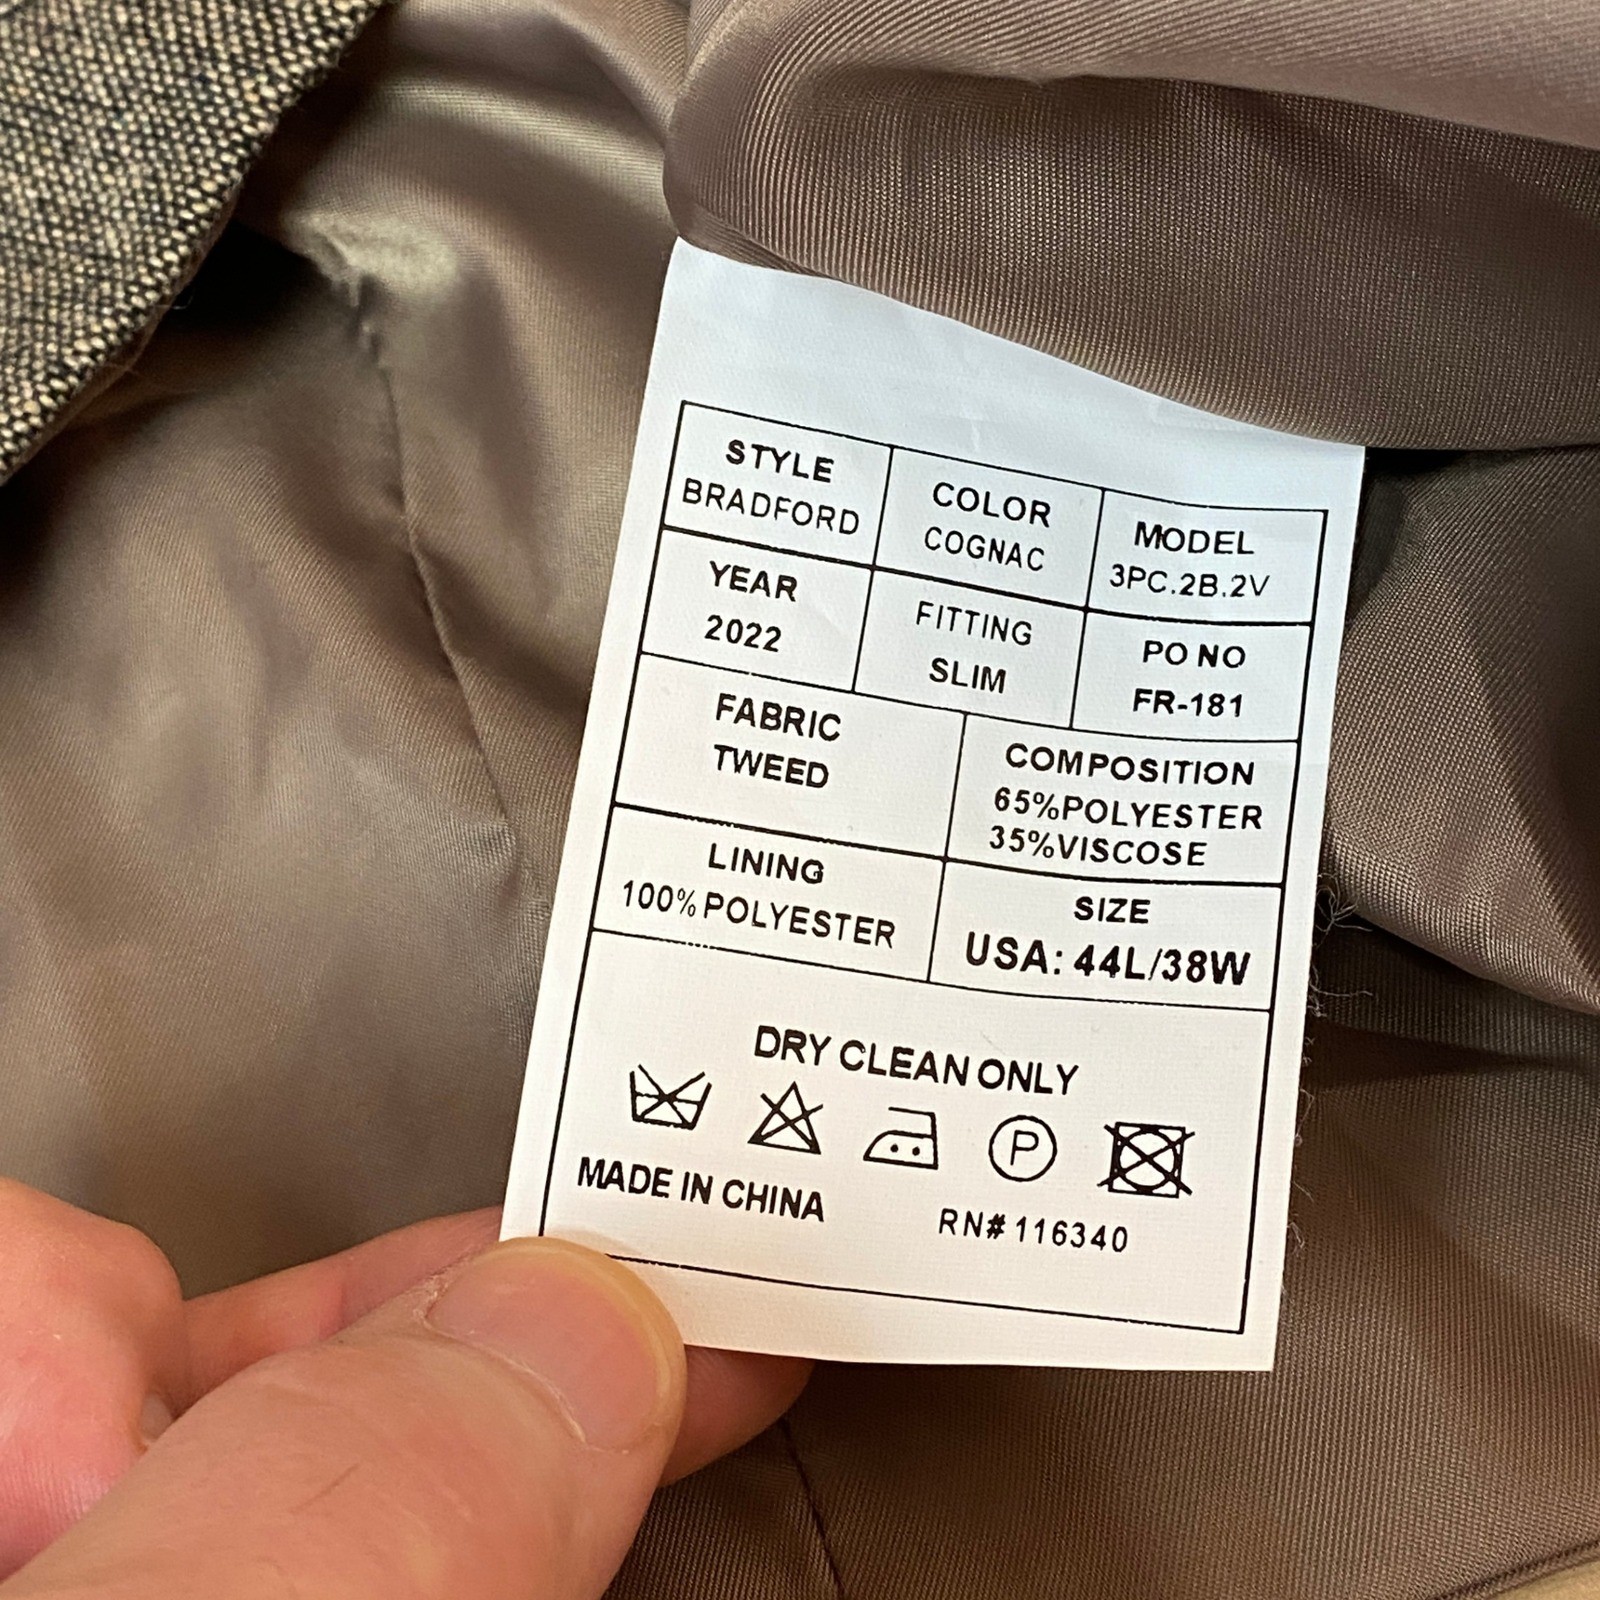 STYLE
BRADFORD
COLOR
COGNAC
MODEL
3PC.2B.2V
YEAR
2022
FITTING
SLIM
PO NO
FR-181
FABRIC
TWEED
COMPOSITION
65%POLYESTER
35%VISCOSE
LINING
100%POLYESTER
SIZE
USA: 44L/38W
DRY CLEAN ONLY
P
MADE IN CHINA
RN# 116340